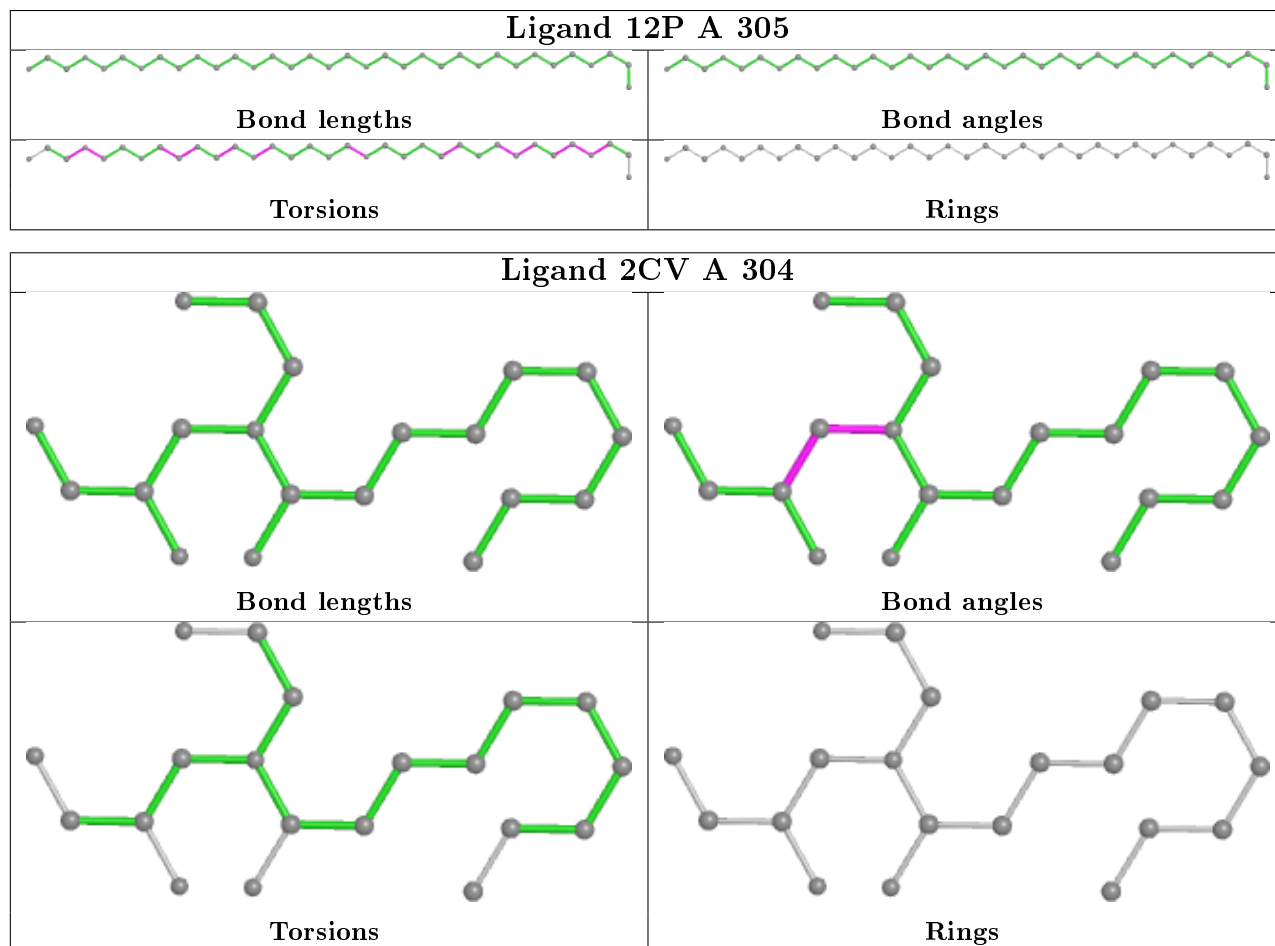 Ligand 12P A 305
Bond lengths
Bond angles
Torsions
Rings
Ligand 2CV A 304
Bond lengths
Bond angles
Torsions
Rings